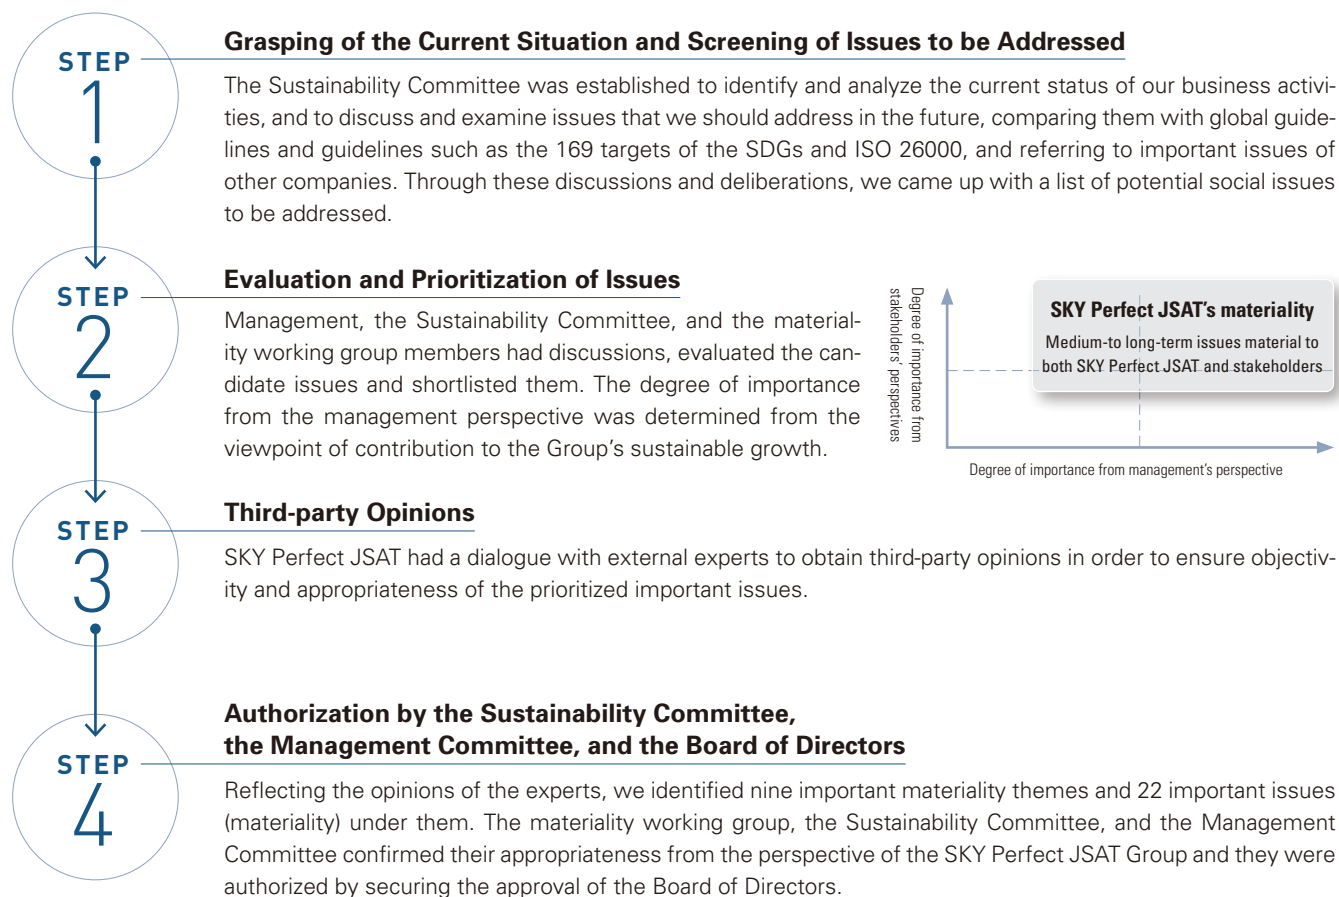 STEP
1
Grasping of the Current Situation and Screening of Issues to be Addressed
The Sustainability Committee was established to identify and analyze the current status of our business activi-
ties, and to discuss and examine issues that we should address in the future, comparing them with global guide-
lines and guidelines such as the 169 targets of the SDGs and ISO 26000, and referring to important issues of
other companies. Through these discussions and deliberations, we came up with a list of potential social issues
to be addressed.
STEP
2
Evaluation and Prioritization of Issues
Management, the Sustainability Committee, and the material-
ity working group members had discussions, evaluated the can-
didate issues and shortlisted them. The degree of importance
from the management perspective was determined from the
viewpoint of contribution to the Group's sustainable growth.
Degree of importance from
stakeholders' perspectives
SKY Perfect JSAT's materiality
Medium-to long-term issues material to
both SKY Perfect JSAT and stakeholders
Degree of importance from management's perspective
STEP
3
Third-party Opinions
SKY Perfect JSAT had a dialogue with external experts to obtain third-party opinions in order to ensure objectiv-
ity and appropriateness of the prioritized important issues.
STEP
4
Authorization by the Sustainability Committee,
the Management Committee, and the Board of Directors
Reflecting the opinions of the experts, we identified nine important materiality themes and 22 important issues
(materiality) under them. The materiality working group, the Sustainability Committee, and the Management
Committee confirmed their appropriateness from the perspective of the SKY Perfect JSAT Group and they were
authorized by securing the approval of the Board of Directors.